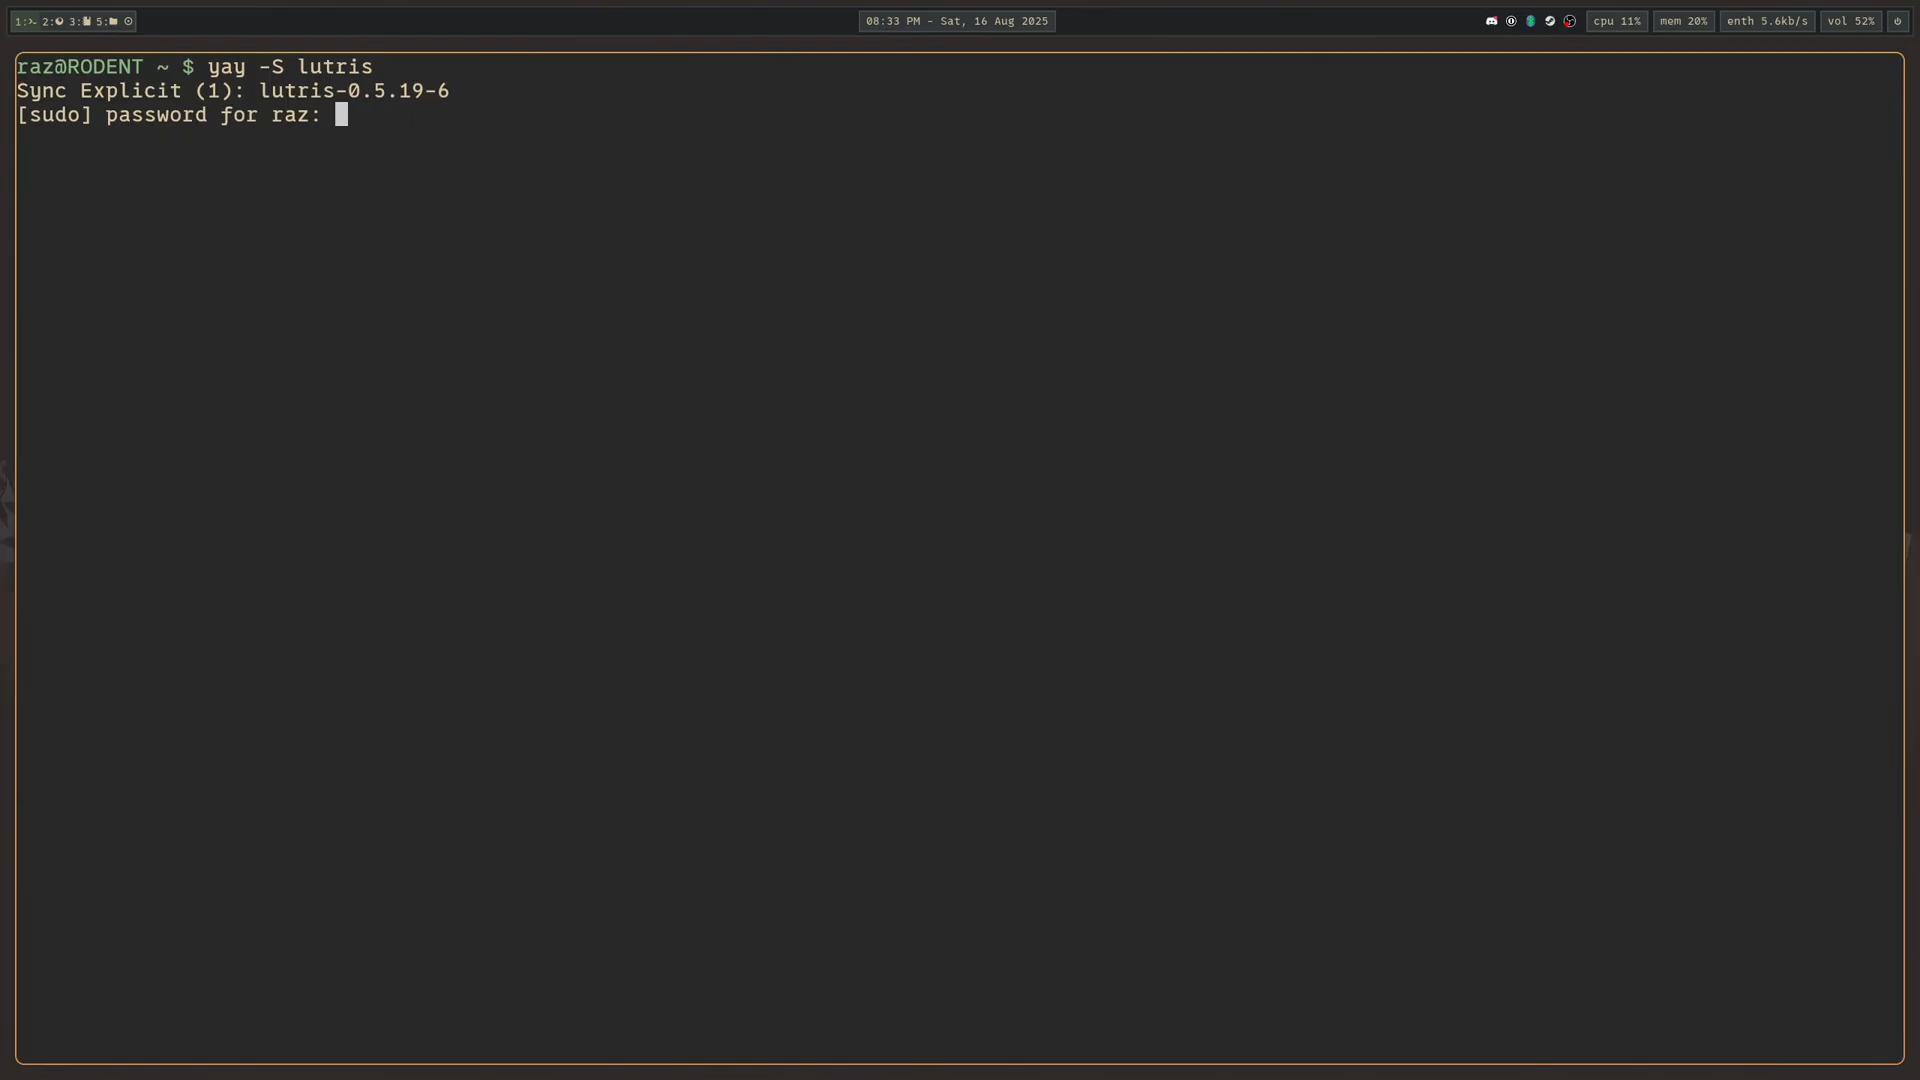 1: 2: 3: 5:
08:33 PM - Sat, 16 Aug 2025
cpu 11% mem 20% enth 5.6kb/s vol 52%
raz@RODENT ~ $ yay -S lutris
Sync Explicit (1): lutris-0.5.19-6
[sudo] password for raz: